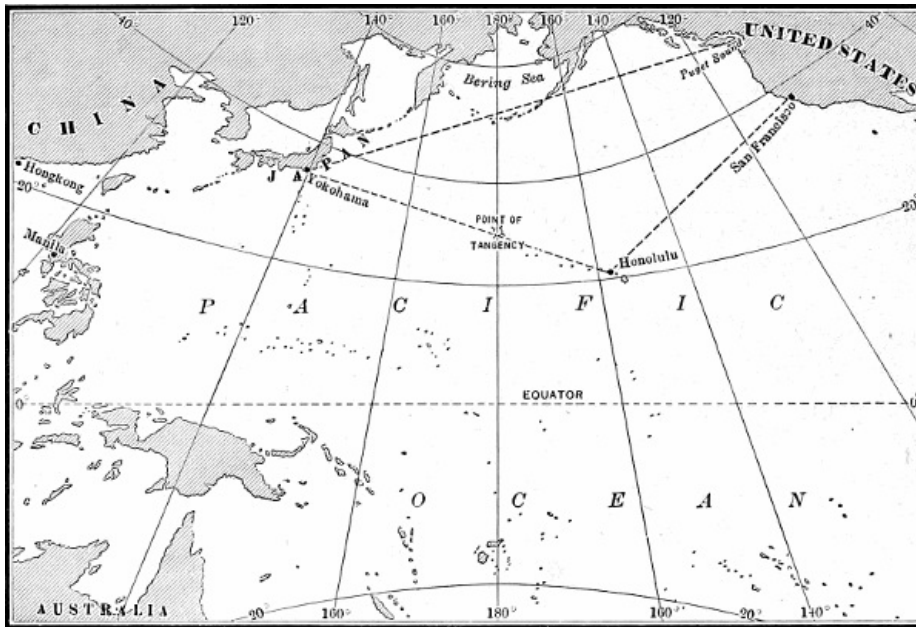 40°
120°
140°
160°
180°
160°
140°
120°
40°
UNITED STATES
Puget Sound
Bering Sea
CHINA
JAPAN
San Francisco
Hongkong
20°
Yokohama
20°
POINT OF
TANGENCY
Manila
Honolulu
PACIFIC
EQUATOR
0°
0°
OCEAN
AUSTRALIA
20°
160°
180°
160°
20°
140°